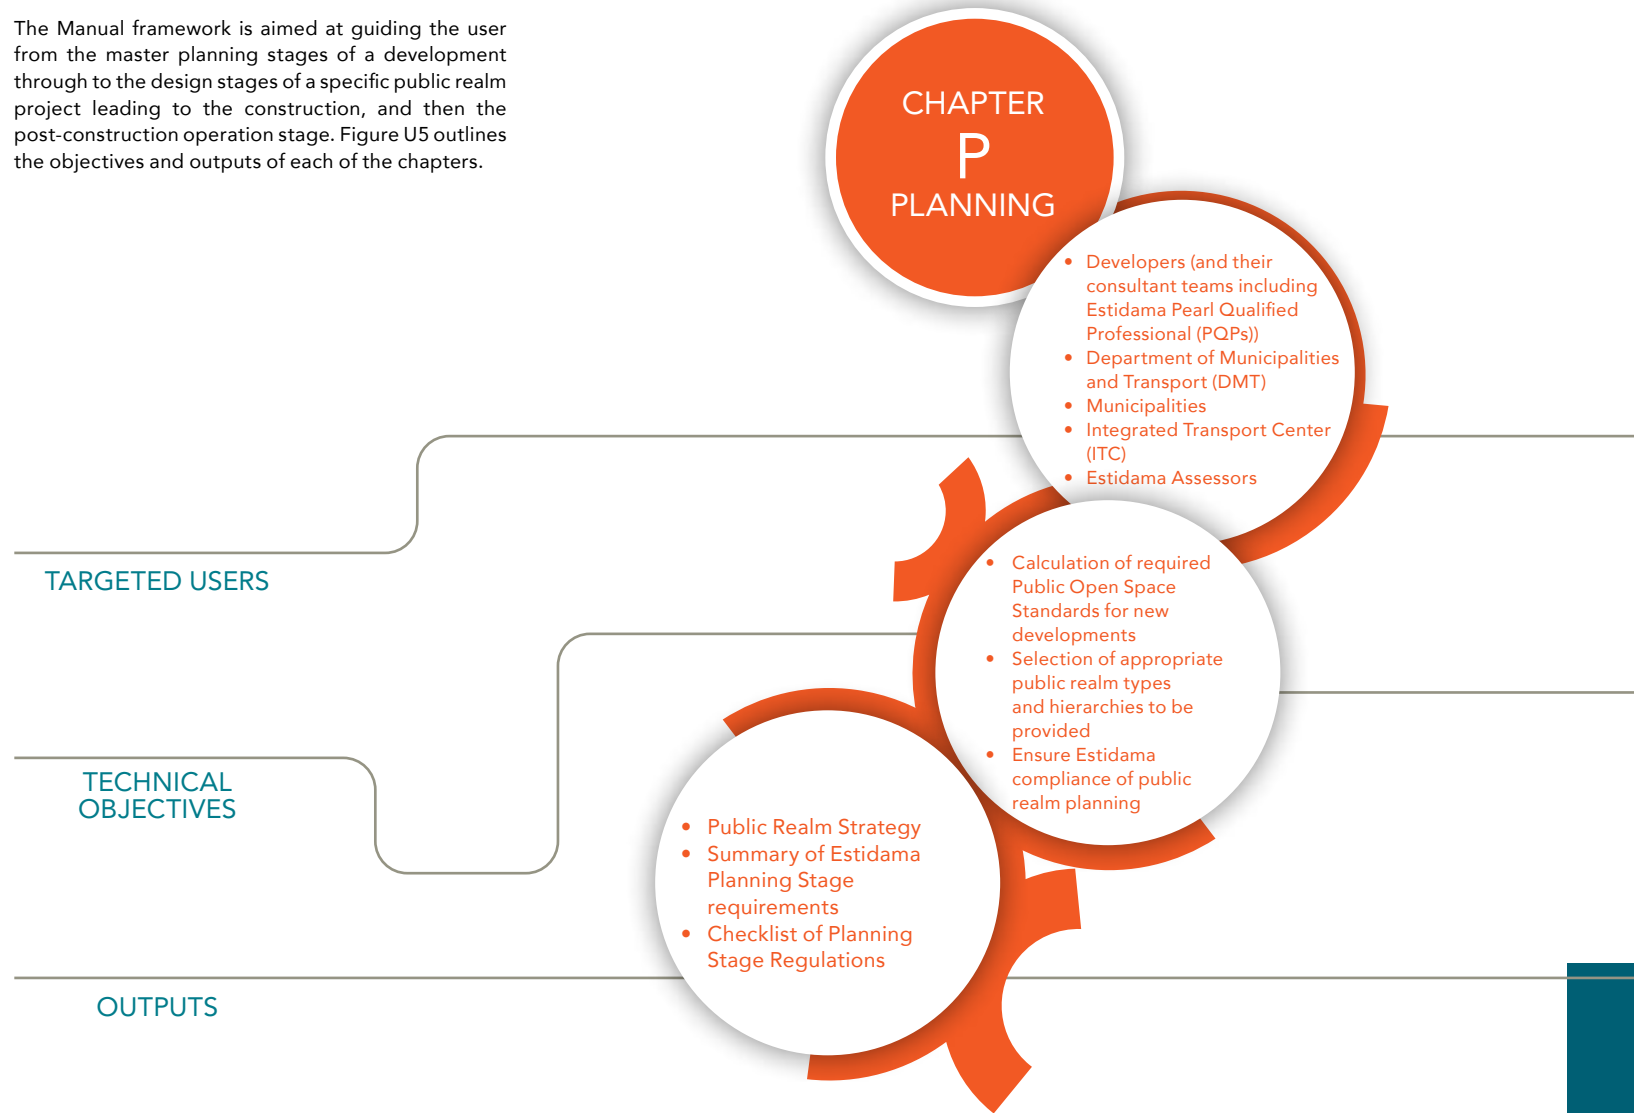 The Manual framework is aimed at guiding the user
from the master planning stages of a development
through to the design stages of a specific public realm
project leading to the construction, and then the
post-construction operation stage. Figure U5 outlines
the objectives and outputs of each of the chapters.
CHAPTER
P
PLANNING
• Developers (and their
consultant teams including
Estidama Pearl Qualified
Professional (PQPs))
• Department of Municipalities
and Transport (DMT)
• Municipalities
• Integrated Transport Center
(ITC)
• Estidama Assessors
TARGETED USERS
• Calculation of required
Public Open Space
Standards for new
developments
• Selection of appropriate
public realm types
and hierarchies to be
provided
• Ensure Estidama
compliance of public
realm planning
TECHNICAL
OBJECTIVES
• Public Realm Strategy
• Summary of Estidama
Planning Stage
requirements
• Checklist of Planning
Stage Regulations
OUTPUTS